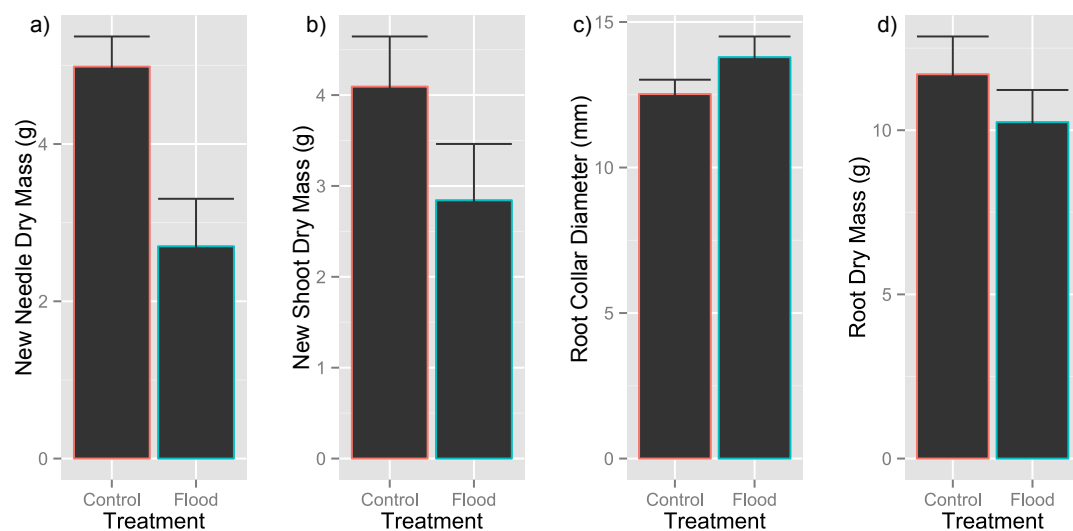 a)
New Needle Dry Mass (g)
4
2
0
Control Flood
Treatment
b)
New Shoot Dry Mass (g)
4
3
2
1
0
Control Flood
Treatment
c)
Root Collar Diameter (mm)
15
10
5
0
Control Flood
Treatment
d)
Root Dry Mass (g)
10
5
0
Control Flood
Treatment